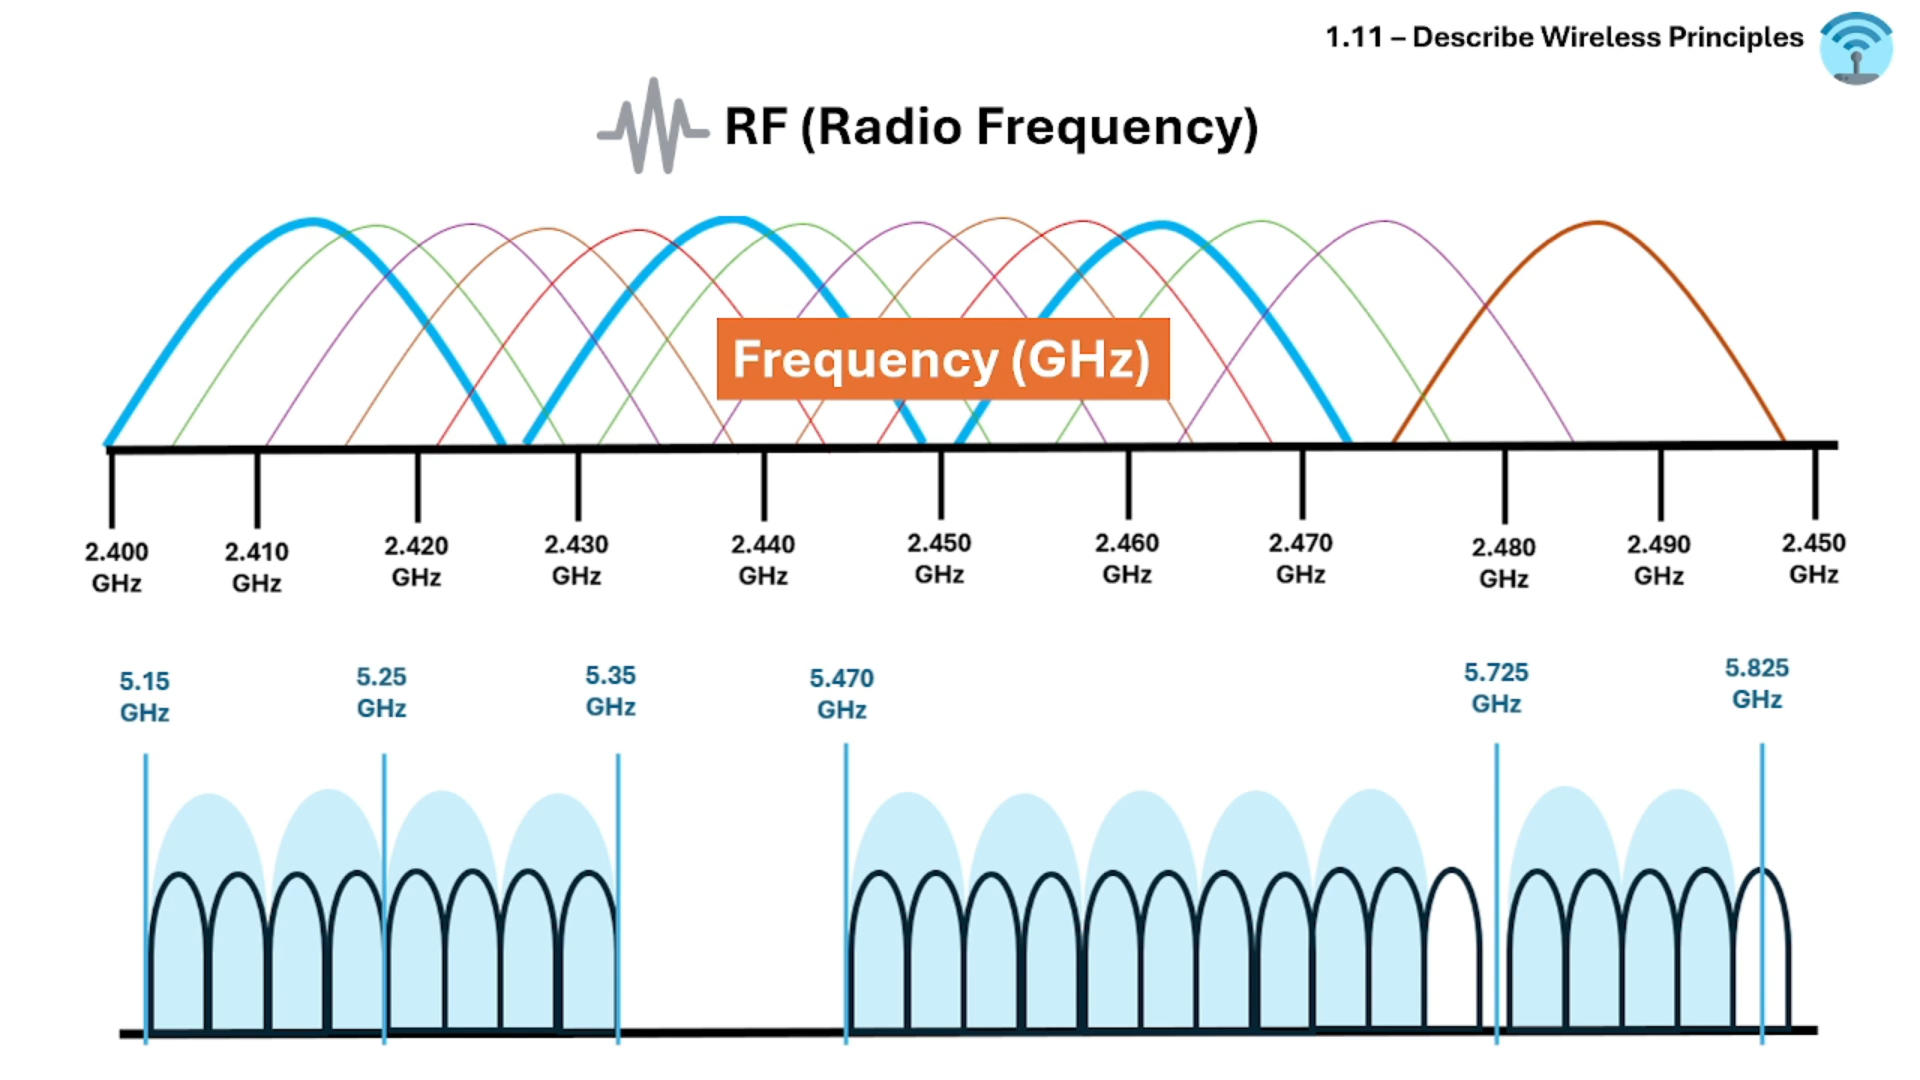 1.11 – Describe Wireless Principles
RF (Radio Frequency)
Frequency (GHz)
2.400 GHz
2.410 GHz
2.420 GHz
2.430 GHz
2.440 GHz
2.450 GHz
2.460 GHz
2.470 GHz
2.480 GHz
2.490 GHz
2.450 GHz
5.15 GHz
5.25 GHz
5.35 GHz
5.470 GHz
5.725 GHz
5.825 GHz